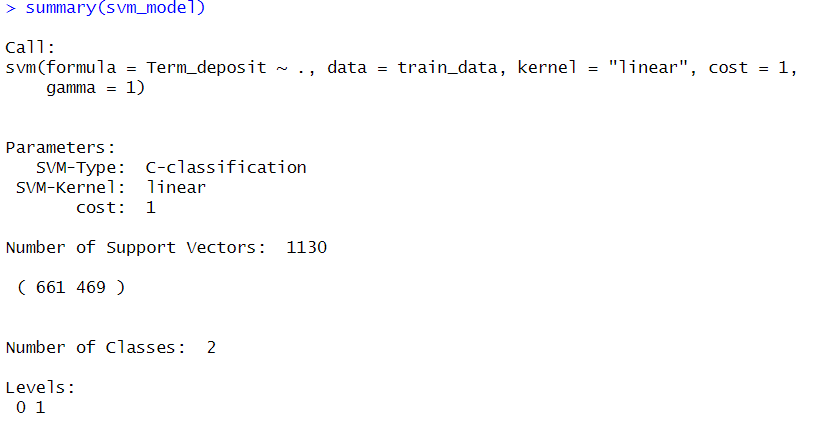 > summary(svm_model)
Call:
svm(formula = Term_deposit ~ ., data = train_data, kernel = "linear", cost = 1,
    gamma = 1)
Parameters:
   SVM-Type:  C-classification
 SVM-Kernel:  linear
       cost:  1
Number of Support Vectors:  1130
 ( 661 469 )
Number of Classes:  2
Levels:
 0 1